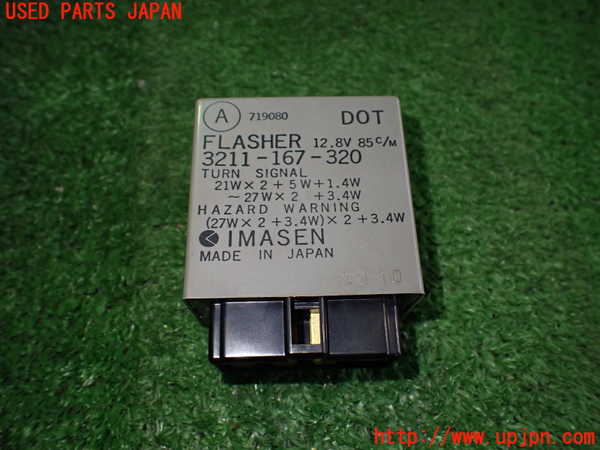 USED PARTS JAPAN
A 719080 DOT
FLASHER 12.8V 85C/M
3211-167-320
TURN SIGNAL
21W×2+5W+1.4W
～27W×2 +3.4W
HAZARD WARNING
(27W×2+3.4W)×2+3.4W
IMASEN
MADE IN JAPAN
http://www.upjpn.com/